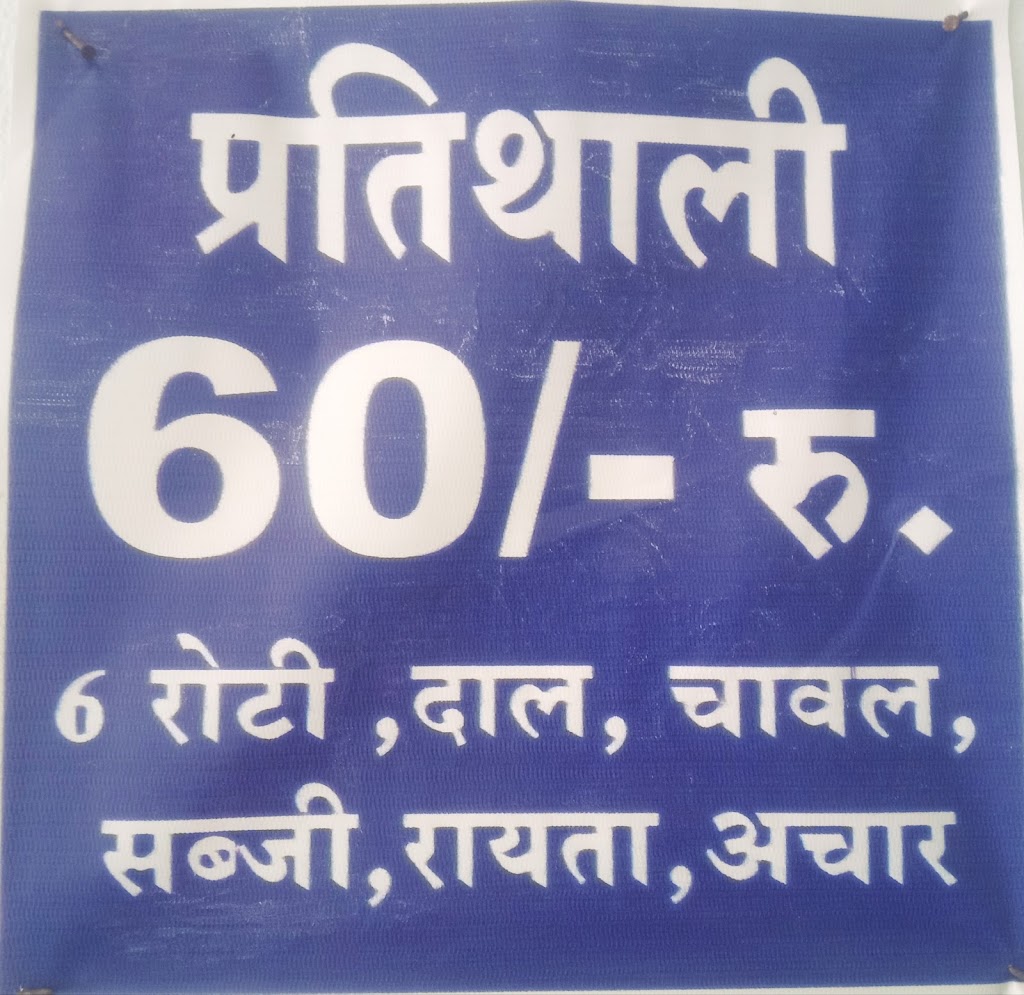 प्रतिथाली
60/- रु.
6 रोटी ,दाल, चावल,
सब्जी,रायता,अचार